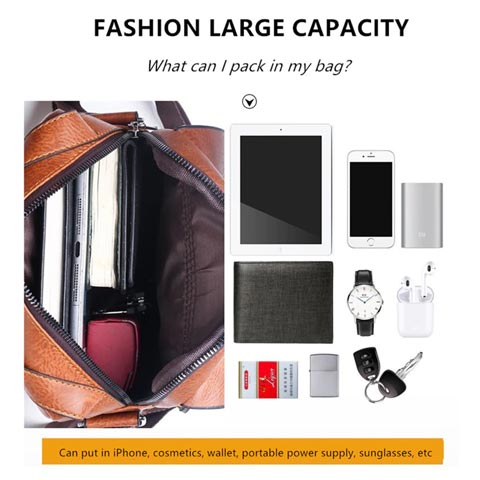 FASHION LARGE CAPACITY
What can I pack in my bag?
Can put in iPhone, cosmetics, wallet, portable power supply, sunglasses, etc